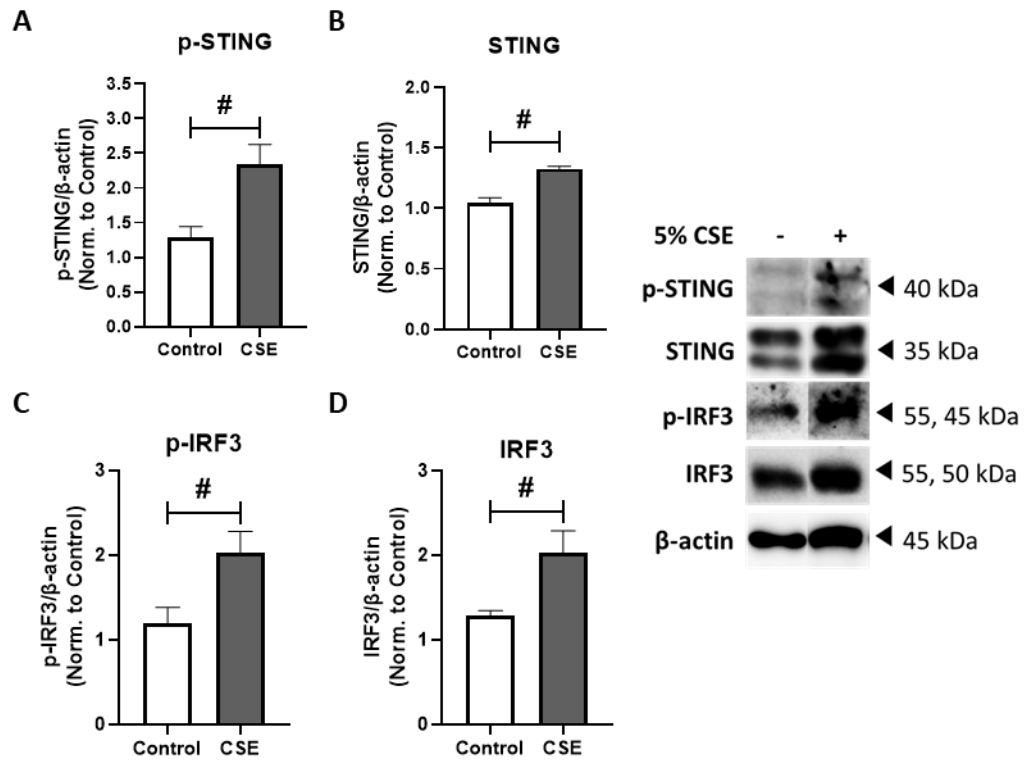 A
p-STING
p-STING/β-actin
(Norm. to Control)
3.5
3.0
2.5
2.0
1.5
1.0
0.5
0.0
#
Control CSE
B
STING
STING/β-actin
(Norm. to Control)
2.0
1.5
1.0
0.5
0.0
#
Control CSE
C
p-IRF3
p-IRF3/β-actin
(Norm. to Control)
3
2
1
0
#
Control CSE
D
IRF3
IRF3/β-actin
(Norm. to Control)
3
2
1
0
#
Control CSE
5% CSE - +
p-STING ◄ 40 kDa
STING ◄ 35 kDa
p-IRF3 ◄ 55, 45 kDa
IRF3 ◄ 55, 50 kDa
β-actin ◄ 45 kDa